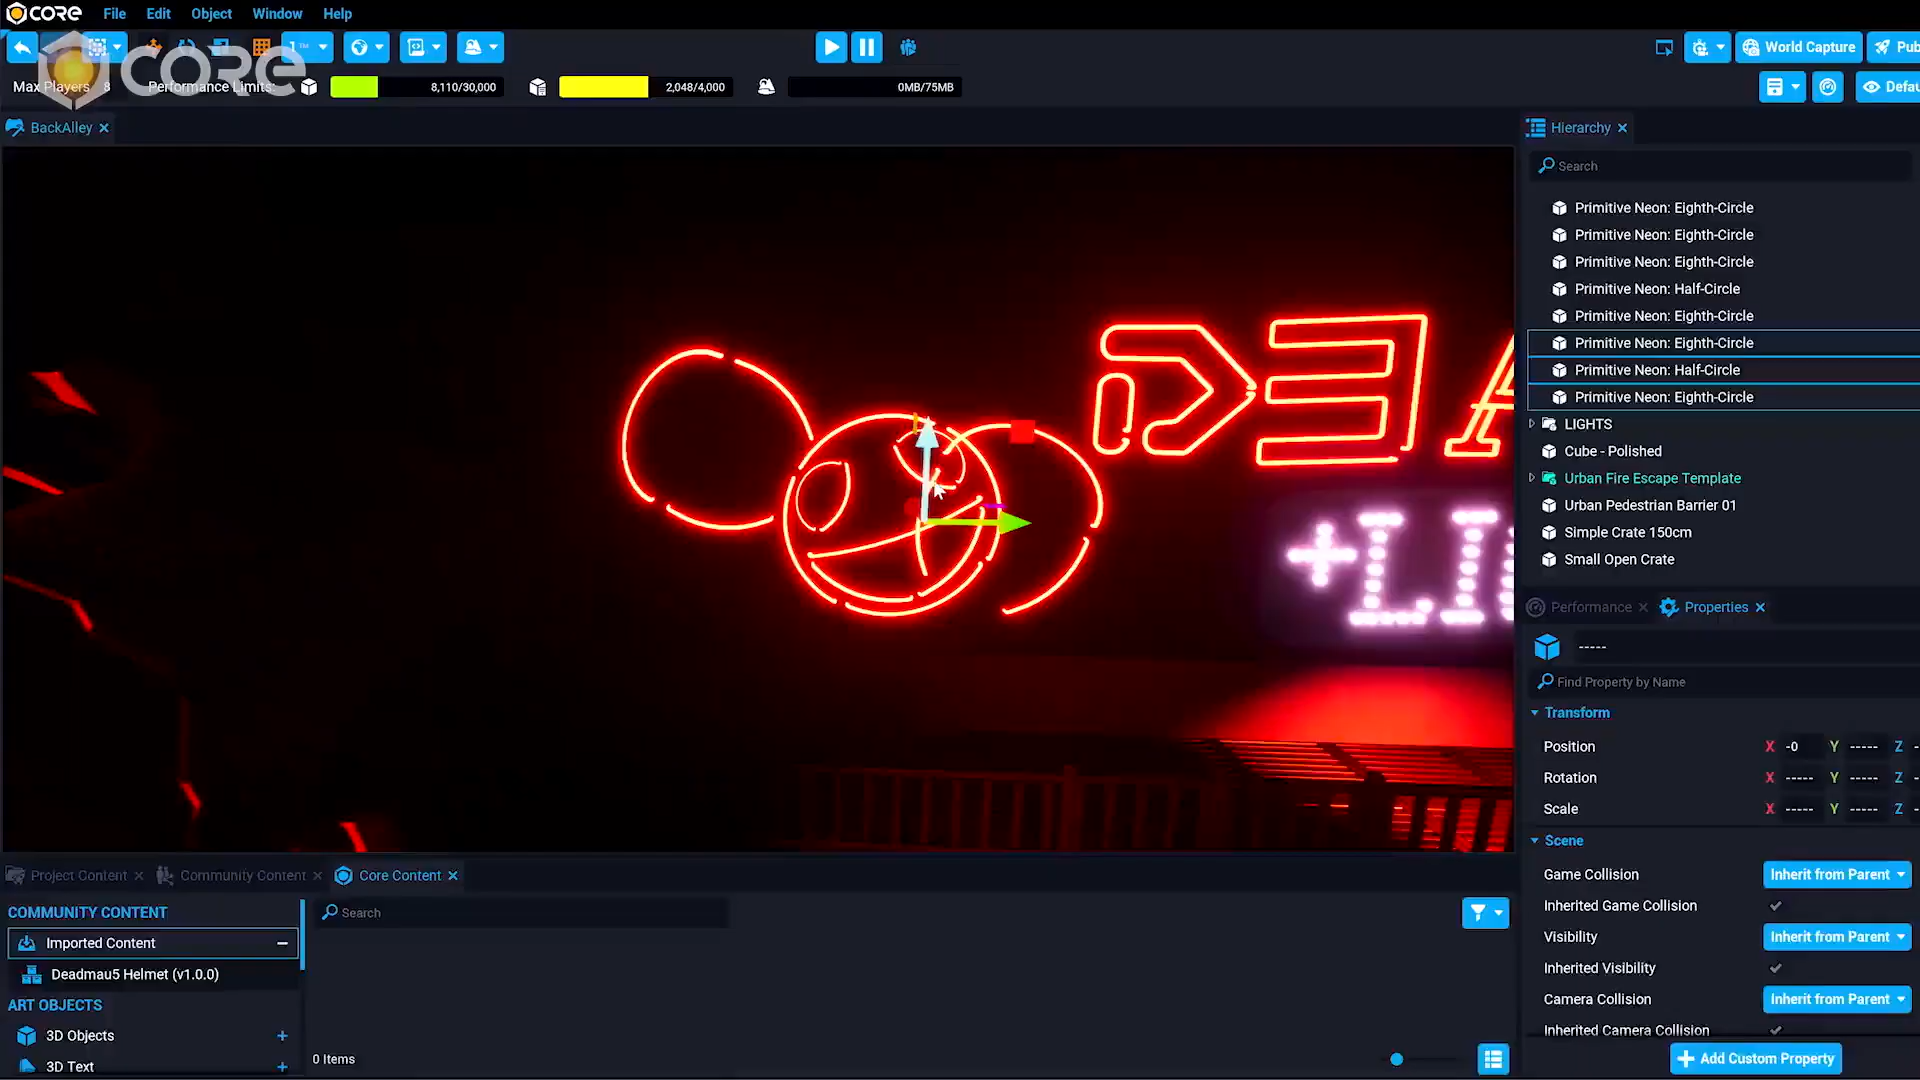 CORE
File Edit Object Window Help
CORE
World Capture
Pub
Max Players 8 Performance Limits: 8,110/30,000 2,048/4,000 0MB/75MB
Defau
BackAlley
Hierarchy
Search
Primitive Neon: Eighth-Circle
Primitive Neon: Eighth-Circle
Primitive Neon: Eighth-Circle
Primitive Neon: Half-Circle
Primitive Neon: Eighth-Circle
Primitive Neon: Eighth-Circle
Primitive Neon: Half-Circle
Primitive Neon: Eighth-Circle
LIGHTS
Cube - Polished
Urban Fire Escape Template
Urban Pedestrian Barrier 01
Simple Crate 150cm
Small Open Crate
DEA
+LI
Performance Properties
-----
Find Property by Name
Transform
Position X -0 Y ----- Z
Rotation X ----- Y ----- Z
Scale X ----- Y ----- Z
Scene
Game Collision Inherit from Parent
Inherited Game Collision
Visibility Inherit from Parent
Inherited Visibility
Camera Collision Inherit from Parent
Inherited Camera Collision
Add Custom Property
Project Content Community Content Core Content
COMMUNITY CONTENT
Search
Imported Content
Deadmau5 Helmet (v1.0.0)
ART OBJECTS
3D Objects
3D Text
0 Items